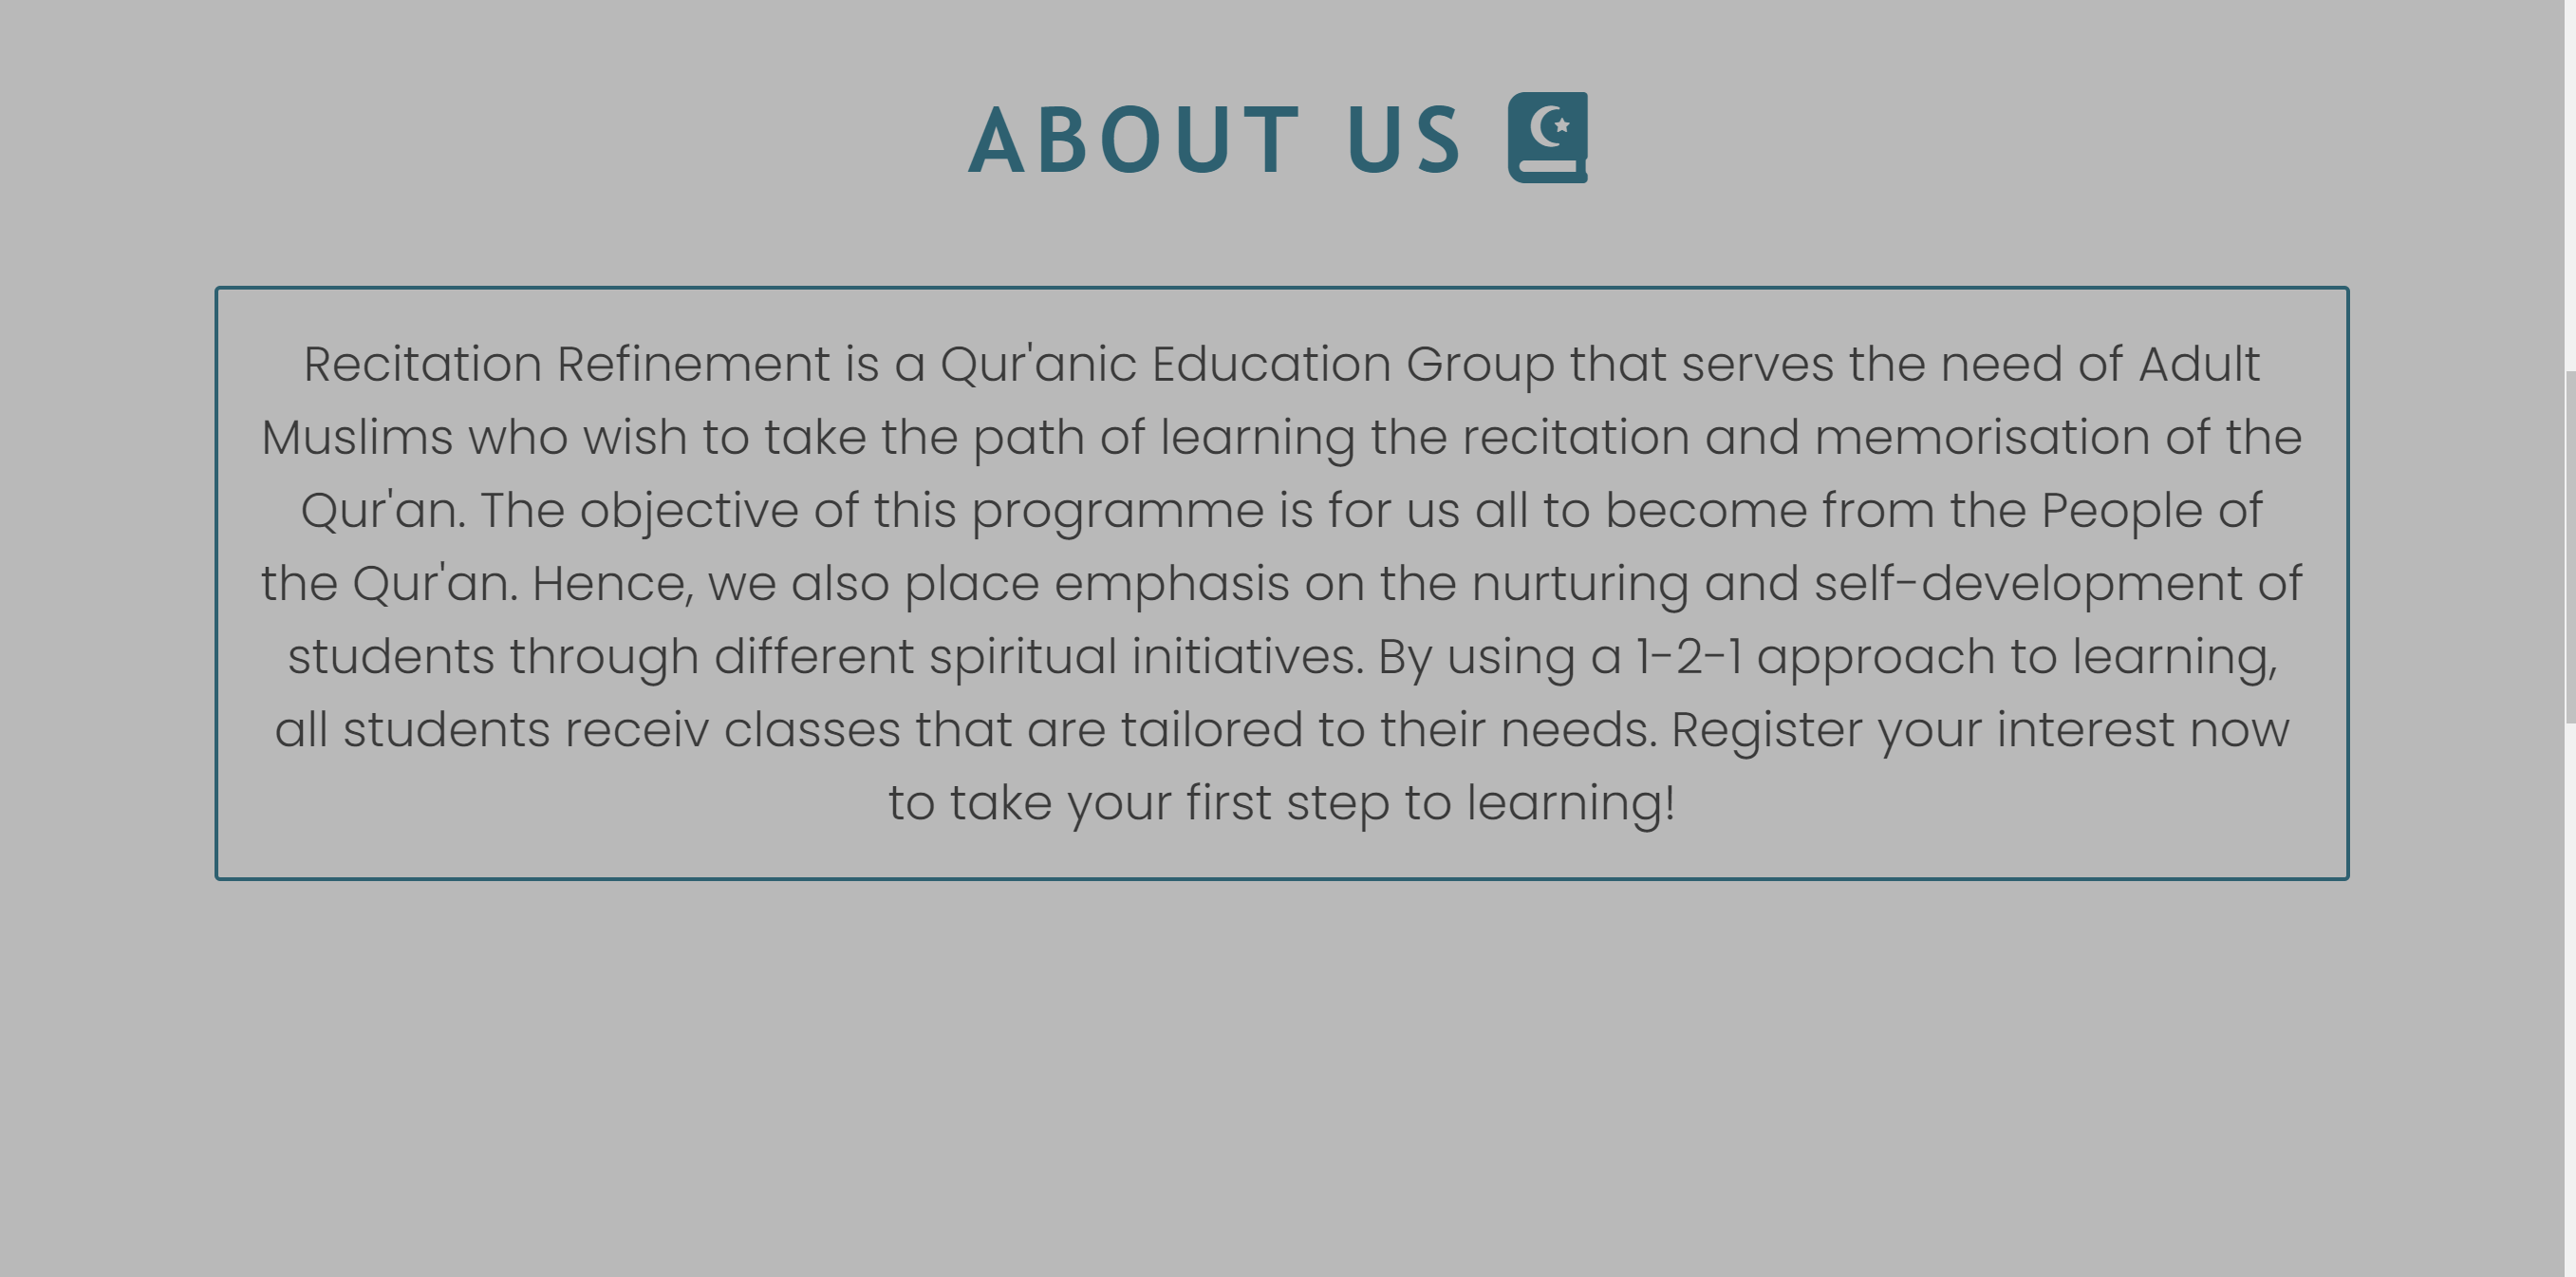 ABOUT US
Recitation Refinement is a Qur'anic Education Group that serves the need of Adult
Muslims who wish to take the path of learning the recitation and memorisation of the
Qur'an. The objective of this programme is for us all to become from the People of
the Qur'an. Hence, we also place emphasis on the nurturing and self-development of
students through different spiritual initiatives. By using a 1-2-1 approach to learning,
all students receiv classes that are tailored to their needs. Register your interest now
to take your first step to learning!